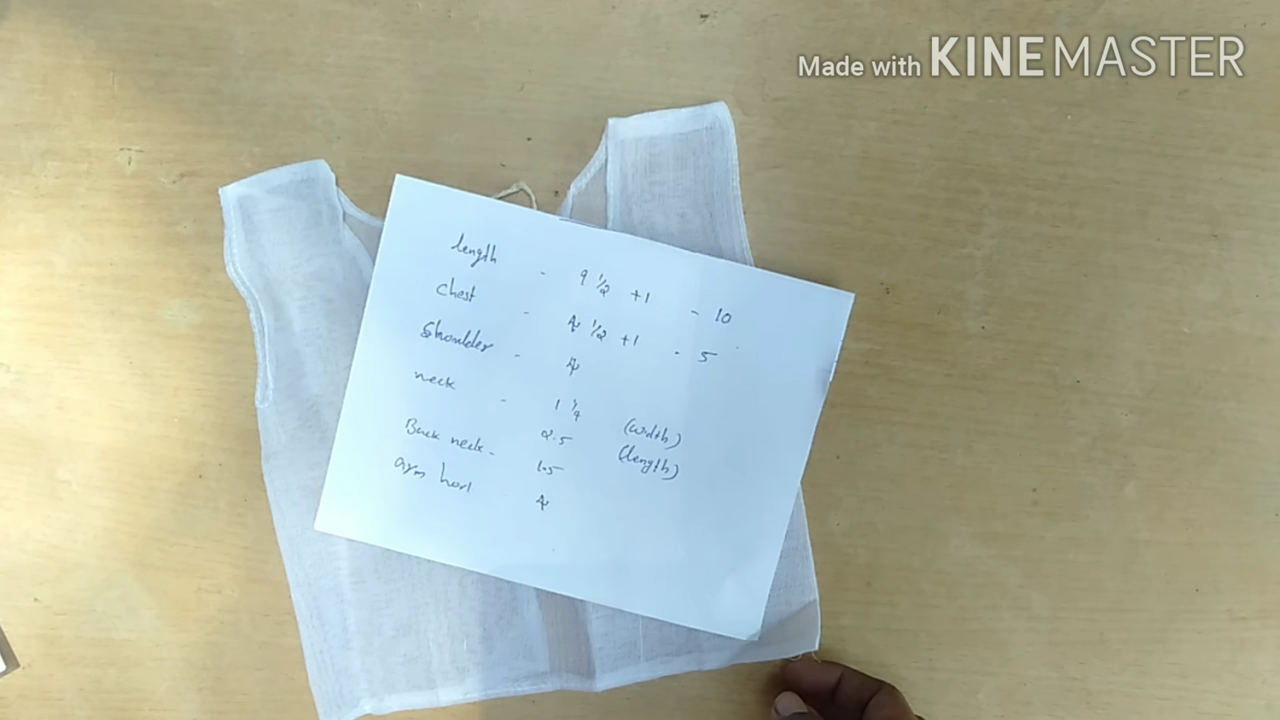 Made with KINEMASTER
length - 9 1/2 +1 - 10
chest - 4 1/2 +1 - 5
Shoulder - 4
neck - 1 1/4 (width)
2.5 (length)
Back neck - 1.5
arm horl 4